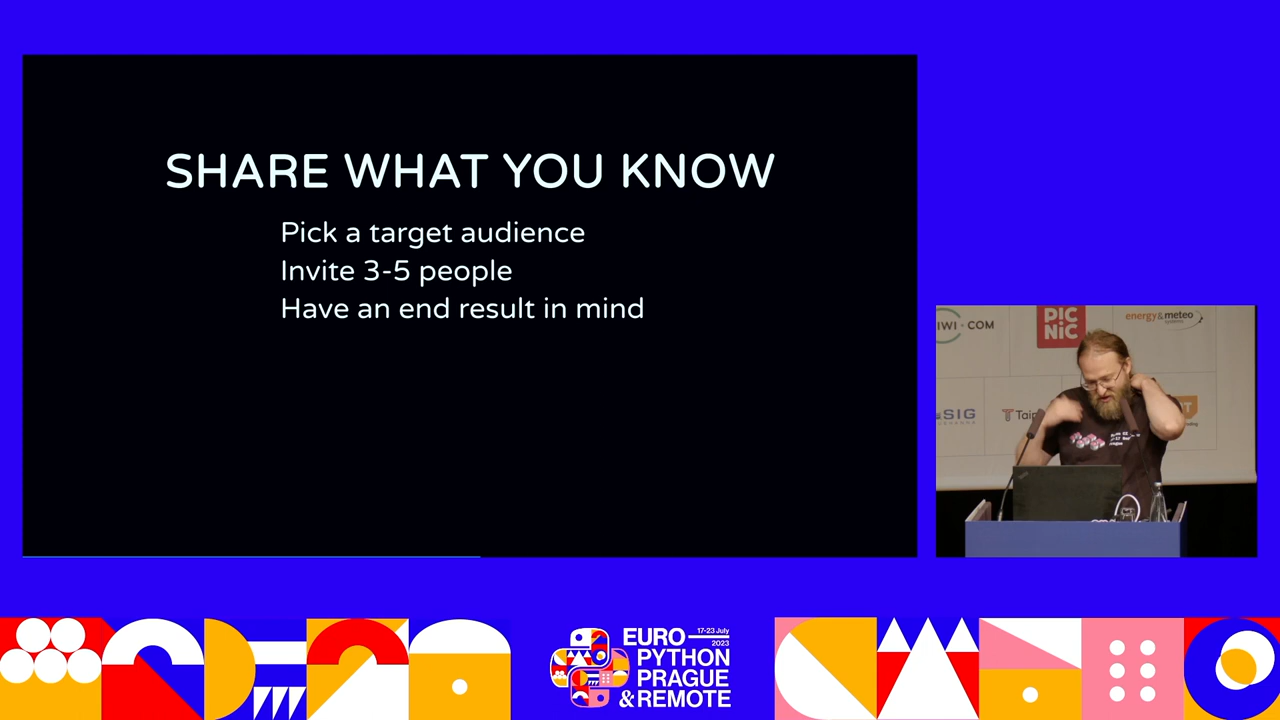 SHARE WHAT YOU KNOW
Pick a target audience
Invite 3-5 people
Have an end result in mind
IWI.COM
PIC
NiC
energy & meteo
systems
SIG
EURO
17-23 July
2023
PYTHON
PRAGUE
& REMOTE